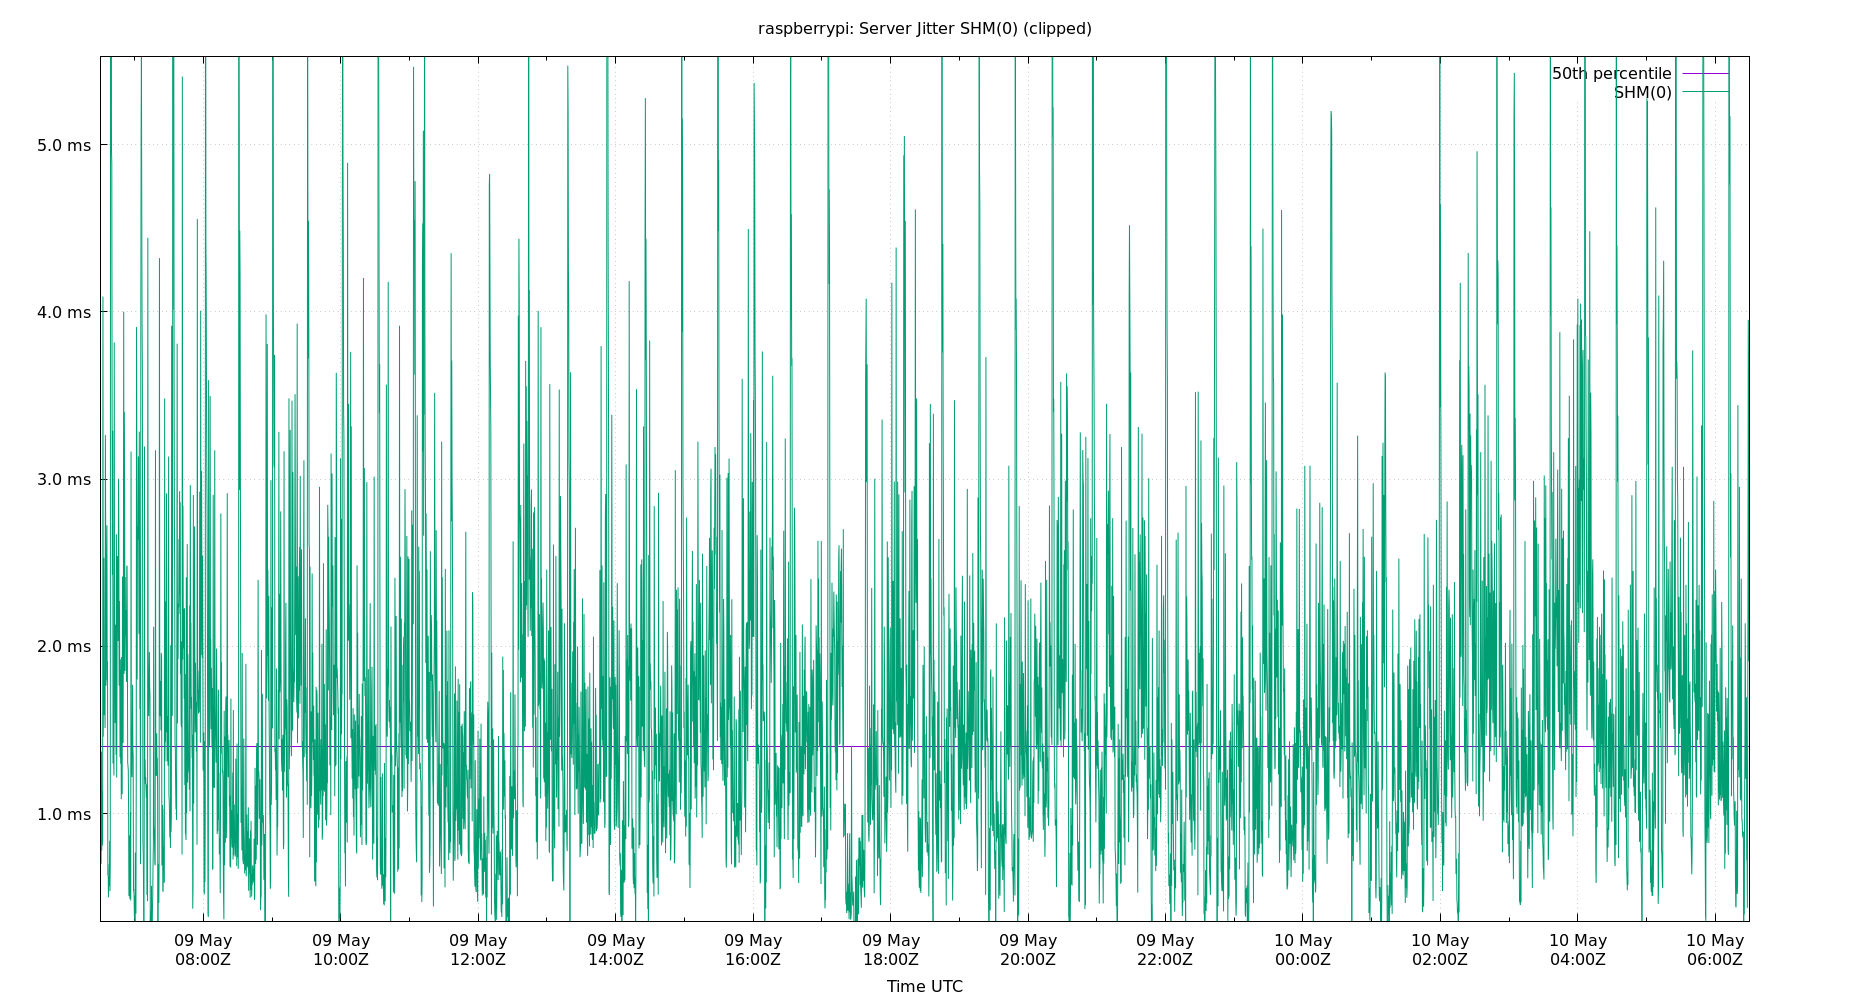 raspberrypi: Server Jitter SHM(0) (clipped)
50th percentile
SHM(0)
5.0 ms
4.0 ms
3.0 ms
2.0 ms
1.0 ms
09 May 09 May 09 May 09 May 09 May 09 May 09 May 09 May 10 May 10 May 10 May 10 May
08:00Z 10:00Z 12:00Z 14:00Z 16:00Z 18:00Z 20:00Z 22:00Z 00:00Z 02:00Z 04:00Z 06:00Z
Time UTC